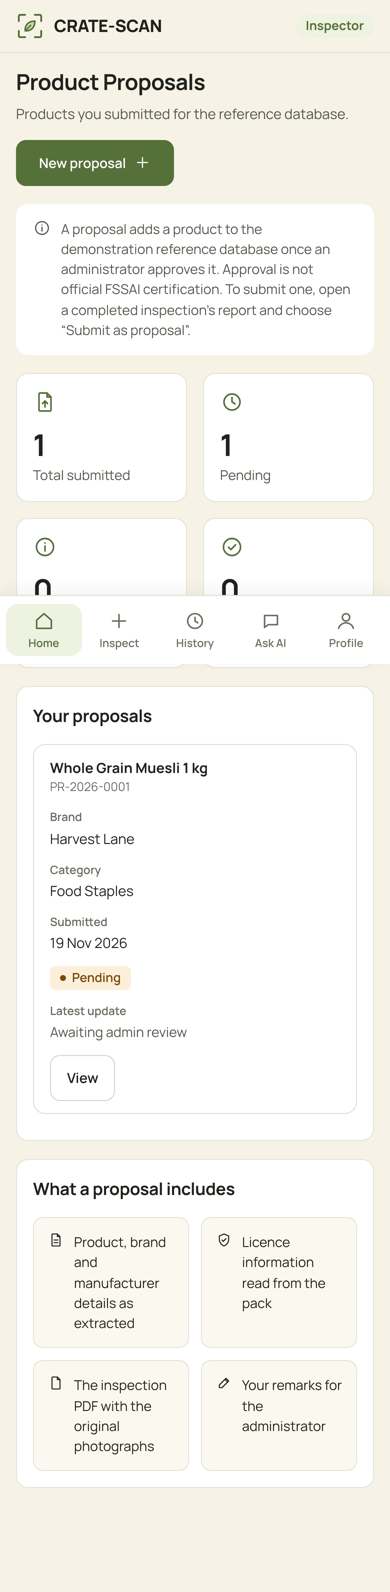 CRATE-SCAN
Inspector
Product Proposals
Products you submitted for the reference database.
New proposal
A proposal adds a product to the
demonstration reference database once an
administrator approves it. Approval is not
official FSSAI certification. To submit one, open
a completed inspection's report and choose
“Submit as proposal”.
1
Total submitted
1
Pending
0
0
Home
Inspect
History
Ask AI
Profile
Your proposals
Whole Grain Muesli 1 kg
PR-2026-0001
Brand
Harvest Lane
Category
Food Staples
Submitted
19 Nov 2026
Pending
Latest update
Awaiting admin review
View
What a proposal includes
Product, brand
and
manufacturer
details as
extracted
Licence
information
read from the
pack
The inspection
PDF with the
original
photographs
Your remarks for
the
administrator